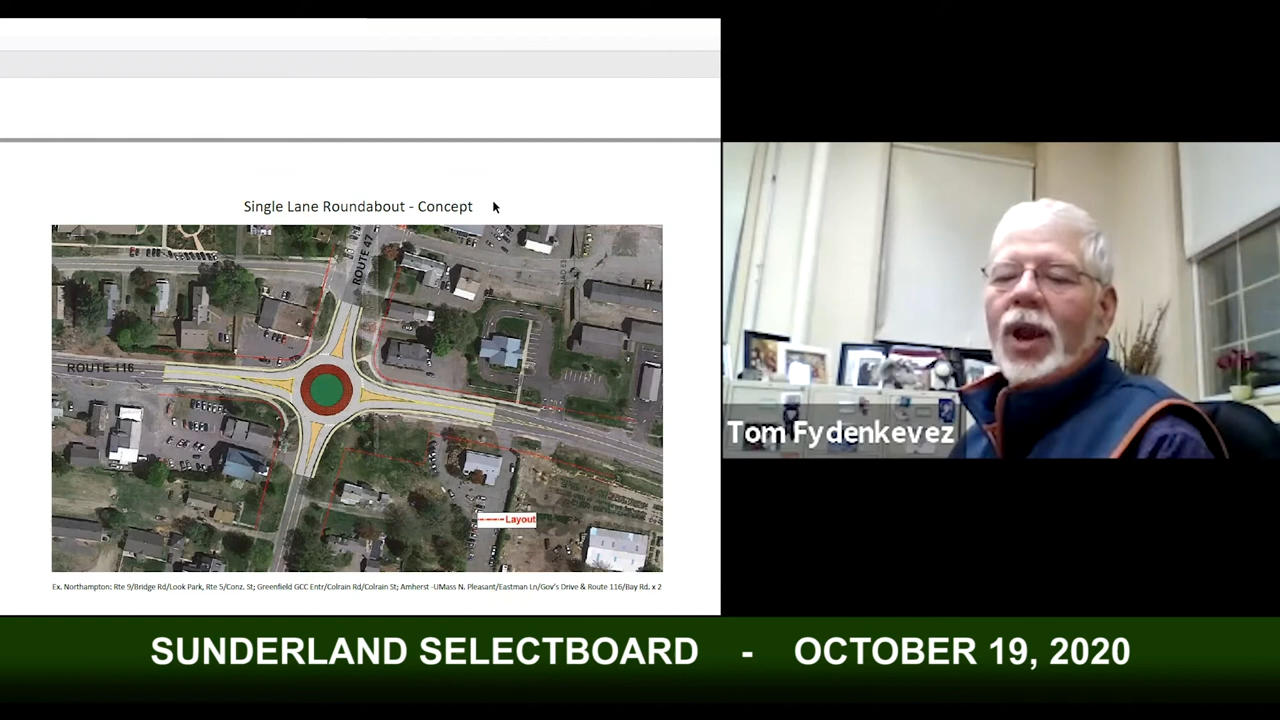 Single Lane Roundabout - Concept
ROUTE 47
ROUTE 116
Layout
Ex. Northampton: Rte 9/Bridge Rd/Look Park, Rte 5/Conz. St; Greenfield GCC Entr/Colrain Rd/Colrain St; Amherst -UMass N. Pleasant/Eastman Ln/Gov's Drive & Route 116/Bay Rd. x 2
Tom Fydenkevez
SUNDERLAND SELECTBOARD - OCTOBER 19, 2020